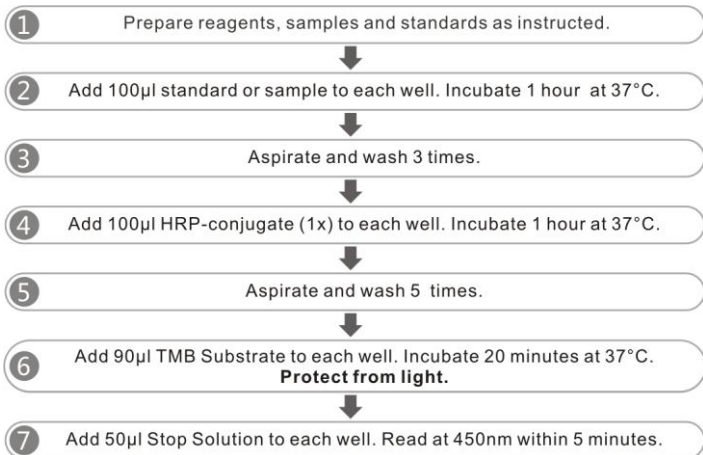 1 Prepare reagents, samples and standards as instructed.
2 Add 100μl standard or sample to each well. Incubate 1 hour at 37°C.
3 Aspirate and wash 3 times.
4 Add 100μl HRP-conjugate (1x) to each well. Incubate 1 hour at 37°C.
5 Aspirate and wash 5 times.
6 Add 90μl TMB Substrate to each well. Incubate 20 minutes at 37°C.
Protect from light.
7 Add 50μl Stop Solution to each well. Read at 450nm within 5 minutes.